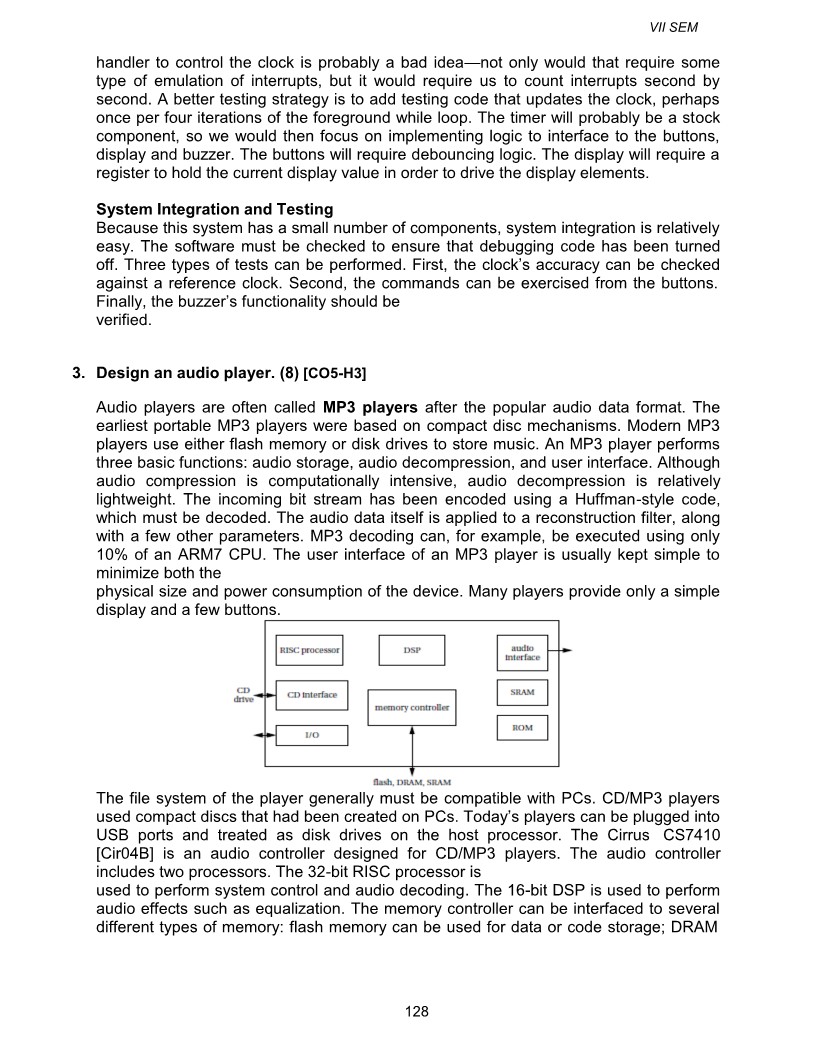 VII SEM
handler to control the clock is probably a bad idea—not only would that require some
type of emulation of interrupts, but it would require us to count interrupts second by
second. A better testing strategy is to add testing code that updates the clock, perhaps
once per four iterations of the foreground while loop. The timer will probably be a stock
component, so we would then focus on implementing logic to interface to the buttons,
display and buzzer. The buttons will require debouncing logic. The display will require a
register to hold the current display value in order to drive the display elements.
System Integration and Testing
Because this system has a small number of components, system integration is relatively
easy. The software must be checked to ensure that debugging code has been turned
off. Three types of tests can be performed. First, the clock’s accuracy can be checked
against a reference clock. Second, the commands can be exercised from the buttons.
Finally, the buzzer’s functionality should be
verified.
3. Design an audio player. (8) [CO5-H3]
Audio players are often called MP3 players after the popular audio data format. The
earliest portable MP3 players were based on compact disc mechanisms. Modern MP3
players use either flash memory or disk drives to store music. An MP3 player performs
three basic functions: audio storage, audio decompression, and user interface. Although
audio compression is computationally intensive, audio decompression is relatively
lightweight. The incoming bit stream has been encoded using a Huffman-style code,
which must be decoded. The audio data itself is applied to a reconstruction filter, along
with a few other parameters. MP3 decoding can, for example, be executed using only
10% of an ARM7 CPU. The user interface of an MP3 player is usually kept simple to
minimize both the
physical size and power consumption of the device. Many players provide only a simple
display and a few buttons.
RISC processor
DSP
audio
interface
CD
drive
CD interface
memory controller
SRAM
I/O
ROM
flash, DRAM, SRAM
The file system of the player generally must be compatible with PCs. CD/MP3 players
used compact discs that had been created on PCs. Today’s players can be plugged into
USB ports and treated as disk drives on the host processor. The Cirrus CS7410
[Cir04B] is an audio controller designed for CD/MP3 players. The audio controller
includes two processors. The 32-bit RISC processor is
used to perform system control and audio decoding. The 16-bit DSP is used to perform
audio effects such as equalization. The memory controller can be interfaced to several
different types of memory: flash memory can be used for data or code storage; DRAM
128